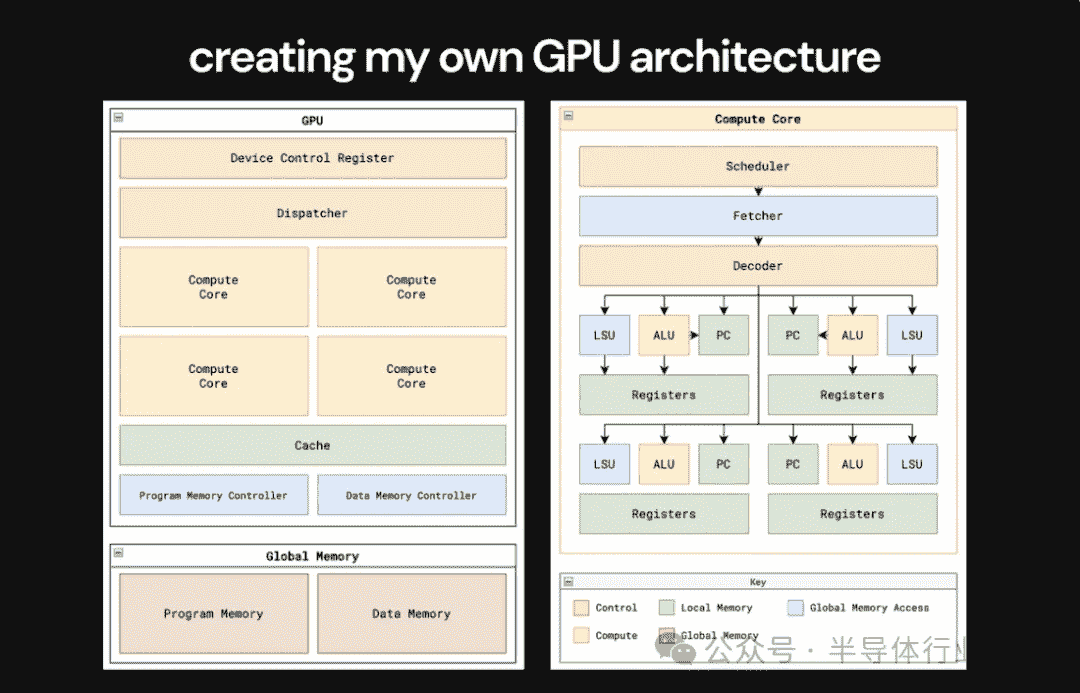 creating my own GPU architecture
GPU
Device Control Register
Dispatcher
Compute
Core
Compute
Core
Compute
Core
Compute
Core
Cache
Program Memory Controller
Data Memory Controller
Global Memory
Program Memory
Data Memory
Compute Core
Scheduler
Fetcher
Decoder
LSU
ALU
PC
PC
ALU
LSU
Registers
Registers
LSU
ALU
PC
PC
ALU
LSU
Registers
Registers
Key
Control
Local Memory
Global Memory Access
Compute
Global Memory
公众号 · 半导体行业